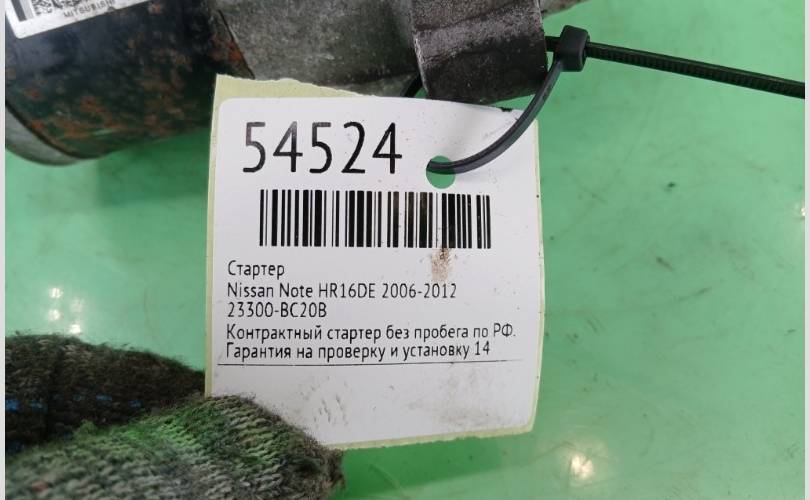 MITSUBISHI
54524
Стартер
Nissan Note HR16DE 2006-2012
23300-BC20B
Контрактный стартер без пробега по РФ.
Гарантия на проверку и установку 14